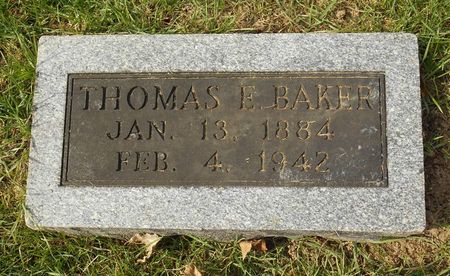 THOMAS E. BAKER
JAN. 13, 1884
FEB. 4, 1942